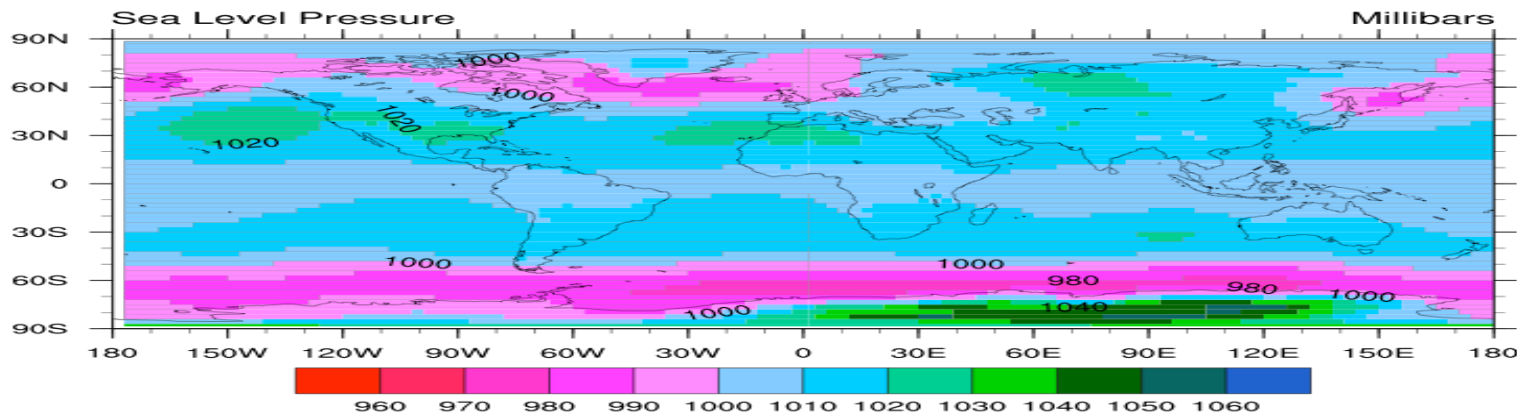 Sea Level Pressure Millibars
90N
1000
60N
1000
1020
30N
1020
0
30S
1000 1000
60S
980 980 1000
1000 1040
90S
180 150W 120W 90W 60W 30W 0 30E 60E 90E 120E 150E 180
960 970 980 990 1000 1010 1020 1030 1040 1050 1060